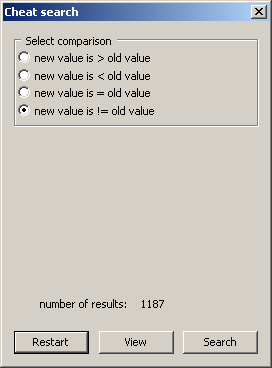 Cheat search
Select comparison
new value is > old value
new value is < old value
new value is = old value
new value is != old value
number of results: 1187
Restart View Search